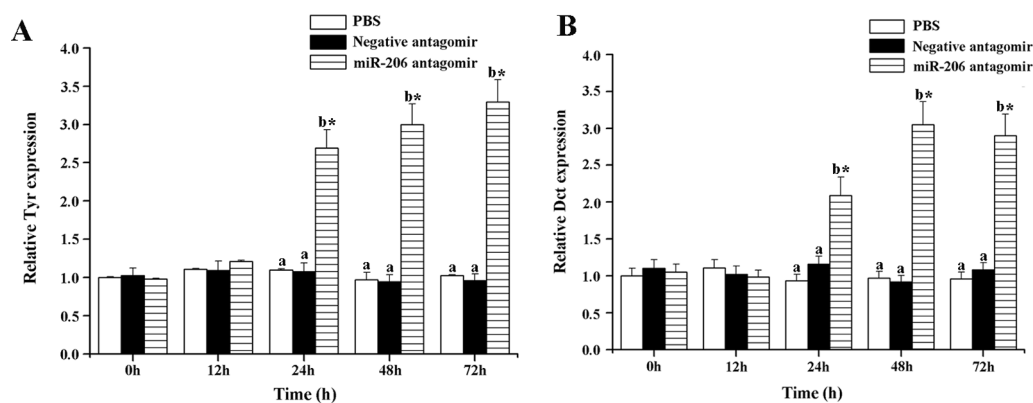 A
PBS
Negative antagomir
miR-206 antagomir
Relative Tyr expression
4.0
3.5
3.0
2.5
2.0
1.5
1.0
0.5
0.0
a a b*
a a b*
a a b*
0h 12h 24h 48h 72h
Time (h)
B
PBS
Negative antagomir
miR-206 antagomir
Relative Dct expression
4.0
3.5
3.0
2.5
2.0
1.5
1.0
0.5
0.0
a a b*
a a b*
a a b*
0h 12h 24h 48h 72h
Time (h)